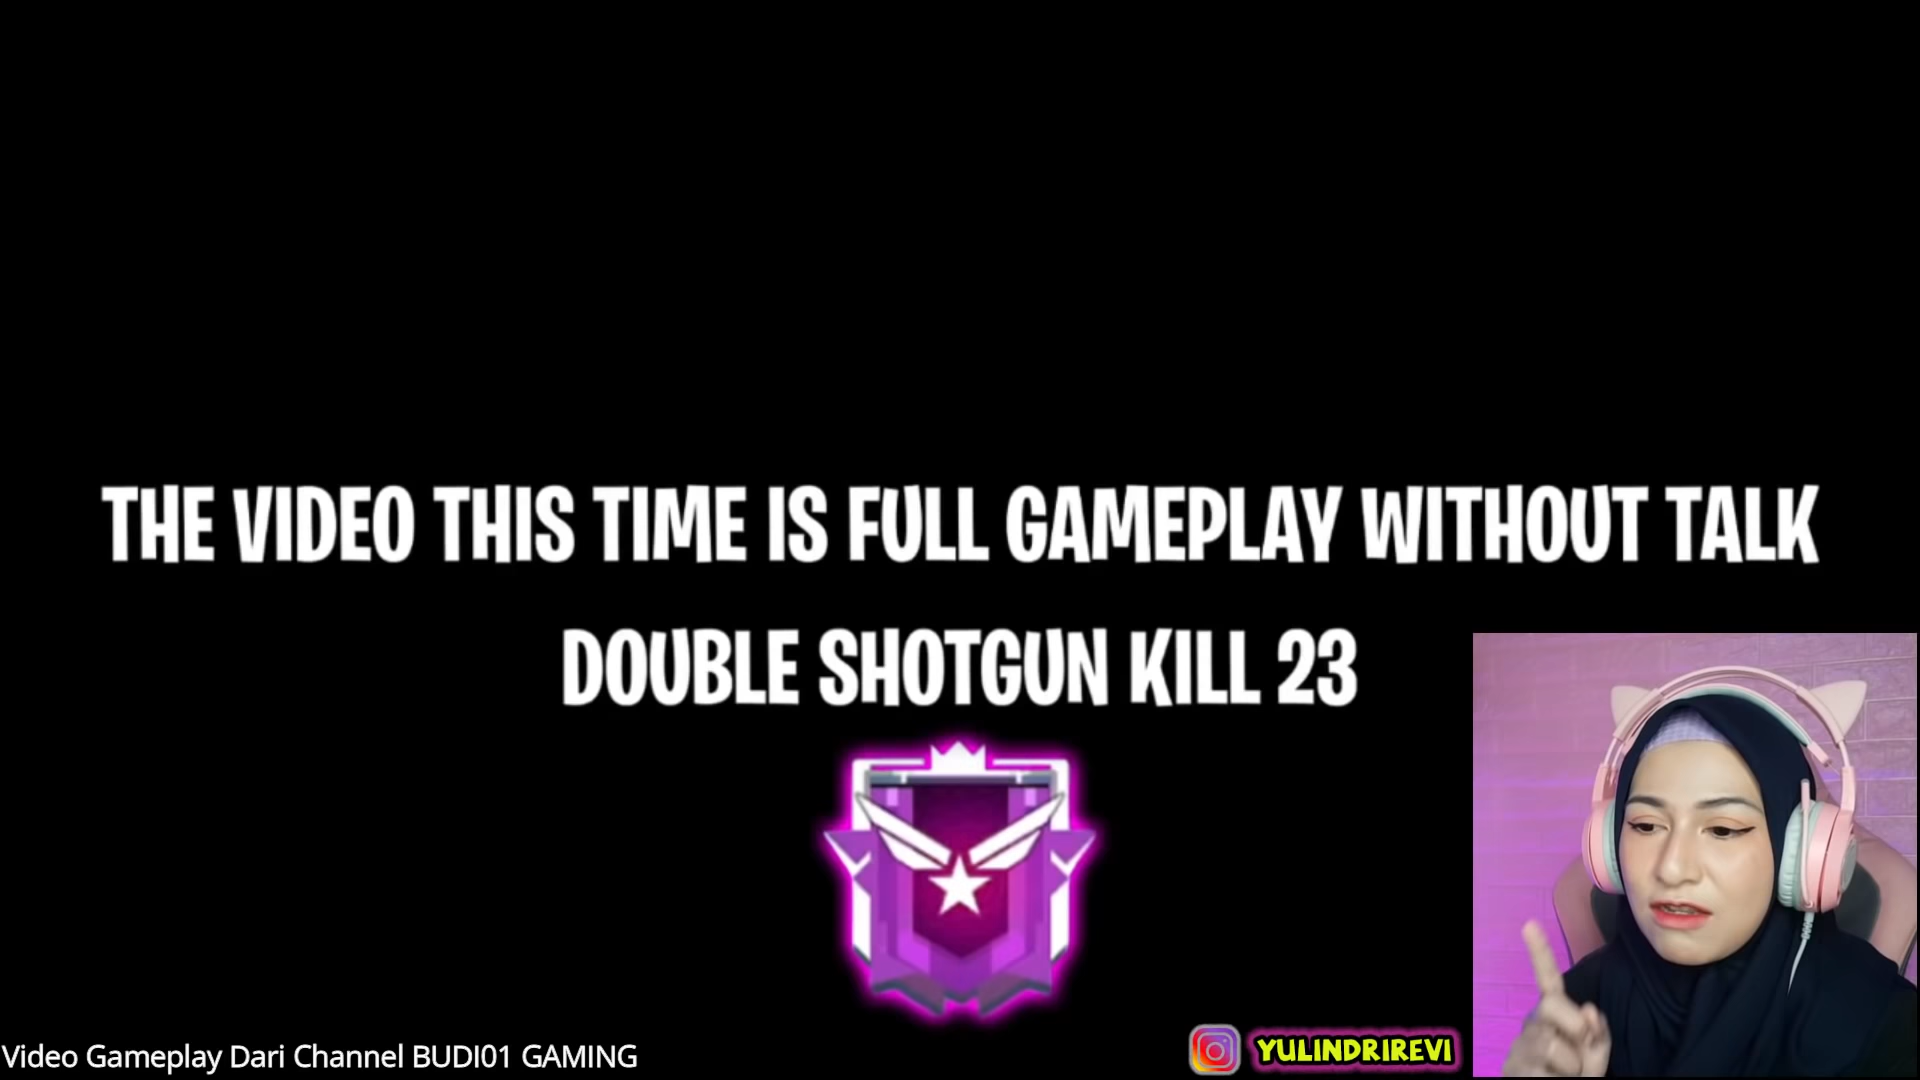 THE VIDEO THIS TIME IS FULL GAMEPLAY WITHOUT TALK
DOUBLE SHOTGUN KILL 23
Video Gameplay Dari Channel BUDI01 GAMING
YULINDRIREVI